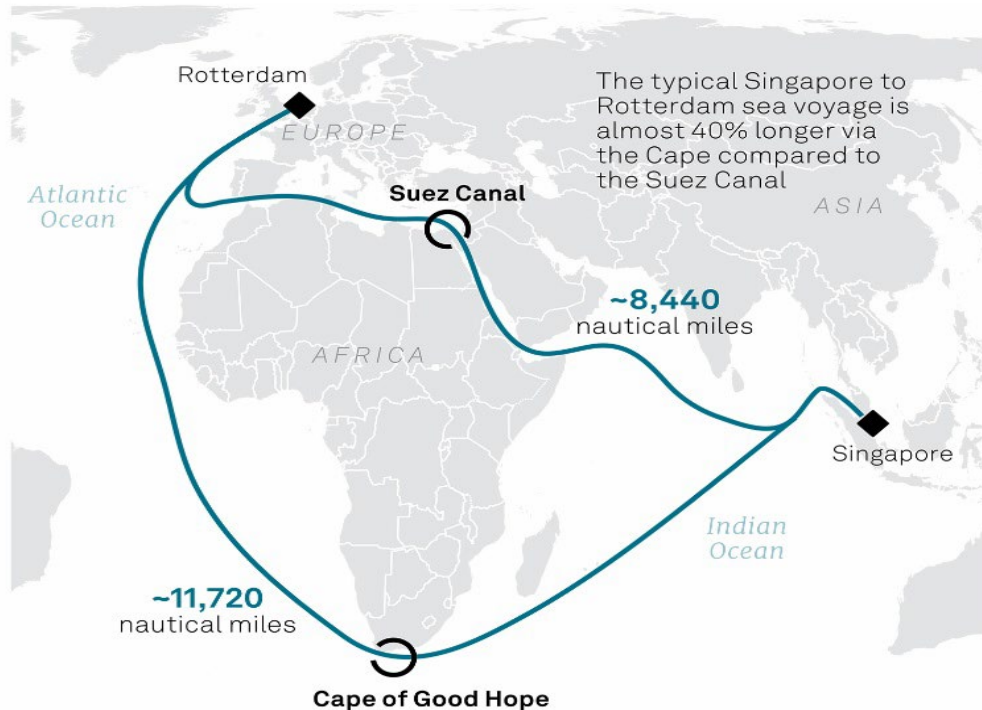 Rotterdam
EUROPE
The typical Singapore to
Rotterdam sea voyage is
almost 40% longer via
the Cape compared to
the Suez Canal
Atlantic
Ocean
Suez Canal
ASIA
~8,440
nautical miles
AFRICA
Singapore
Indian
Ocean
~11,720
nautical miles
Cape of Good Hope